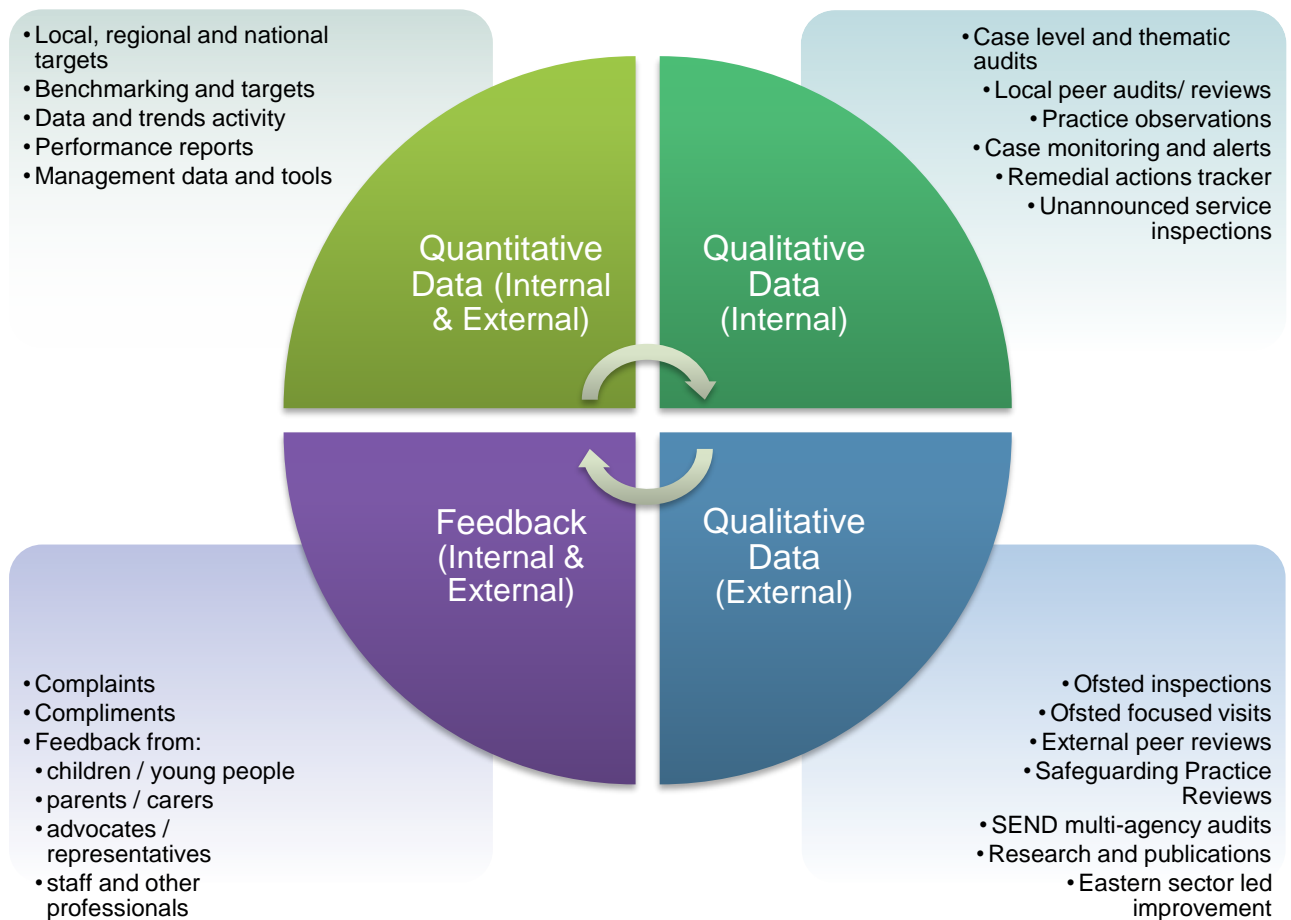 • Local, regional and national
targets
• Benchmarking and targets
• Data and trends activity
• Performance reports
• Management data and tools
• Case level and thematic
audits
• Local peer audits/ reviews
• Practice observations
• Case monitoring and alerts
• Remedial actions tracker
• Unannounced service
inspections
Quantitative
Data (Internal
& External)
Qualitative
Data
(Internal)
Feedback
(Internal &
External)
Qualitative
Data
(External)
• Complaints
• Compliments
• Feedback from:
• children / young people
• parents / carers
• advocates /
representatives
• staff and other
professionals
• Ofsted inspections
• Ofsted focused visits
• External peer reviews
• Safeguarding Practice
Reviews
• SEND multi-agency audits
• Research and publications
• Eastern sector led
improvement